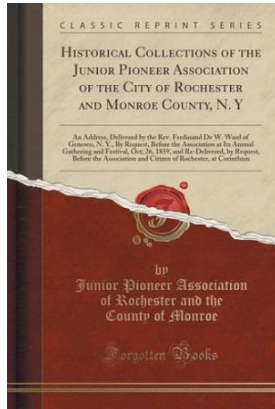 CLASSIC REPRINT SERIES
HISTORICAL COLLECTIONS OF THE
JUNIOR PIONEER ASSOCIATION
OF THE CITY OF ROCHESTER
AND MONROE COUNTY, N. Y
An Address, Delivered by the Rev. Ferdinand De W. Ward of
Geneseo, N. Y., By Request, Before the Association at Its Annual
Gathering and Festival, Oct; 26, 1859, and Re-Delivered, by Request,
Before the Association and Citizen of Rochester, at Corinthian
by
Junior Pioneer Association
of Rochester and the
County of Monroe
Forgotten Books